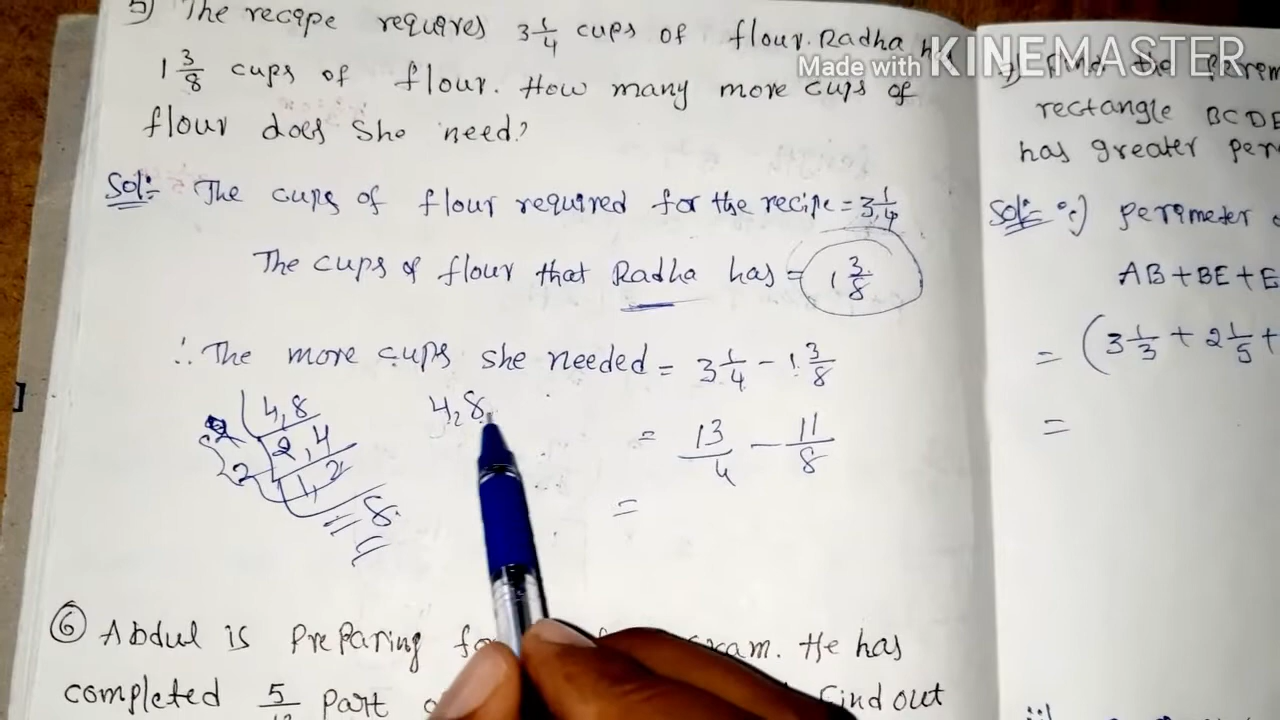 5) The recipe requires 3 1/4 cups of flour. Radha
1 3/8 cups of flour. How many more cups of
flour does she need?
Sol:- The cups of flour required for the recipe = 3 1/4
The cups of flour that Radha has = 1 3/8
∴ The more cups she needed = 3 1/4 - 1 3/8
4, 8
2, 4
2
1, 2
8
4, 8
= 13/4 - 11/8
=
6 Abdul is preparing
He has
completed 5/ part
Find out
Made with KINEMASTER
7) Find the
rectangle BCDE
has greater
Sol:- i) perimeter
AB + BE + E
= (3 1/3 + 2 1/5 +
=
ii)